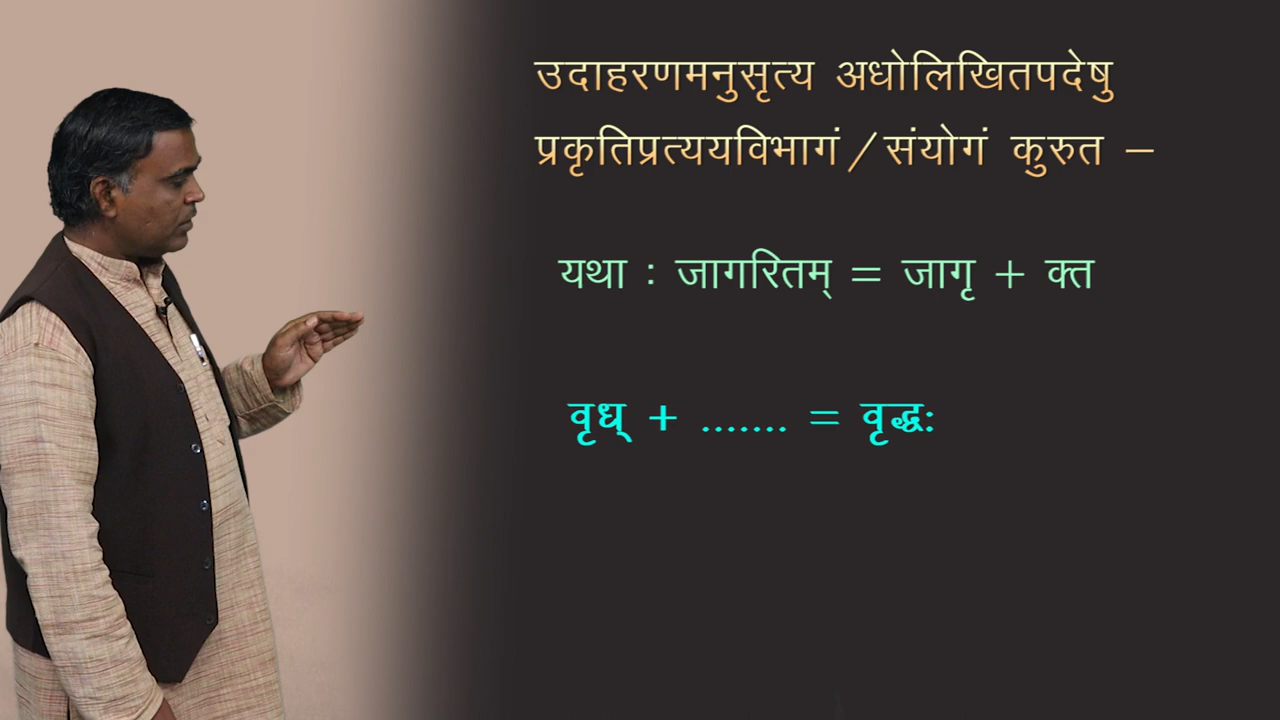 उदाहरणमनुसृत्य अधोलिखितपदेषु
प्रकृतिप्रत्ययविभागं / संयोगं कुरुत –
यथा : जागरितम् = जागृ + क्त
वृध् + ....... = वृद्धः